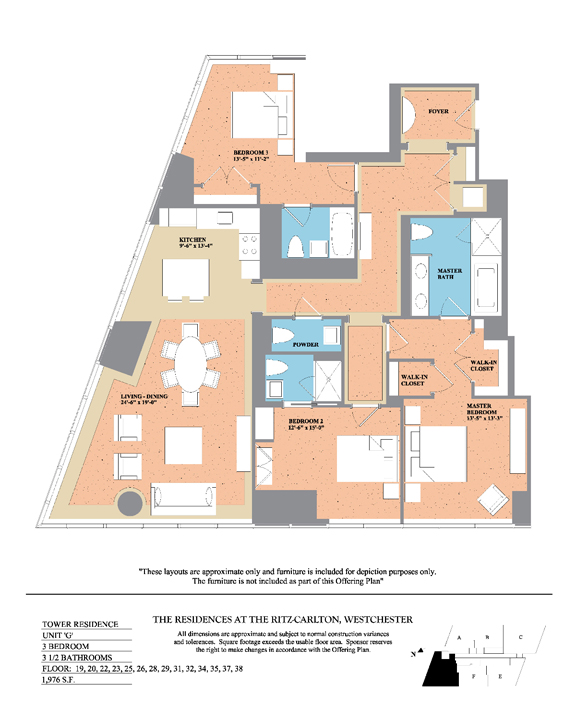 FOYER
BEDROOM 3
13'-5" x 11'-2"
KITCHEN
9'-6" x 13'-4"
MASTER
BATH
POWDER
WALK-IN
CLOSET
WALK-IN
CLOSET
LIVING - DINING
24'-6" x 19'-0"
BEDROOM 2
MASTER
BEDROOM
13'-5" x 13'-3"
"These layouts are approximate only and furniture is included for depiction purposes only.
The furniture is not included as part of this Offering Plan"
THE RESIDENCES AT THE RITZ-CARLTON, WESTCHESTER
All dimensions are approximate and subject to normal construction variances
and tolerences. Square footage exceeds the usable floor area. Sponsor reserves
the right to make changes in accordance with the Offering Plan.
TOWER RESIDENCE
UNIT 'G'
3 BEDROOM
3 1/2 BATHROOMS
FLOOR: 19, 20, 22, 23, 25, 26, 28, 29, 31, 32, 34, 35, 37, 38
1,976 S.F.
N
A
B
C
F
E